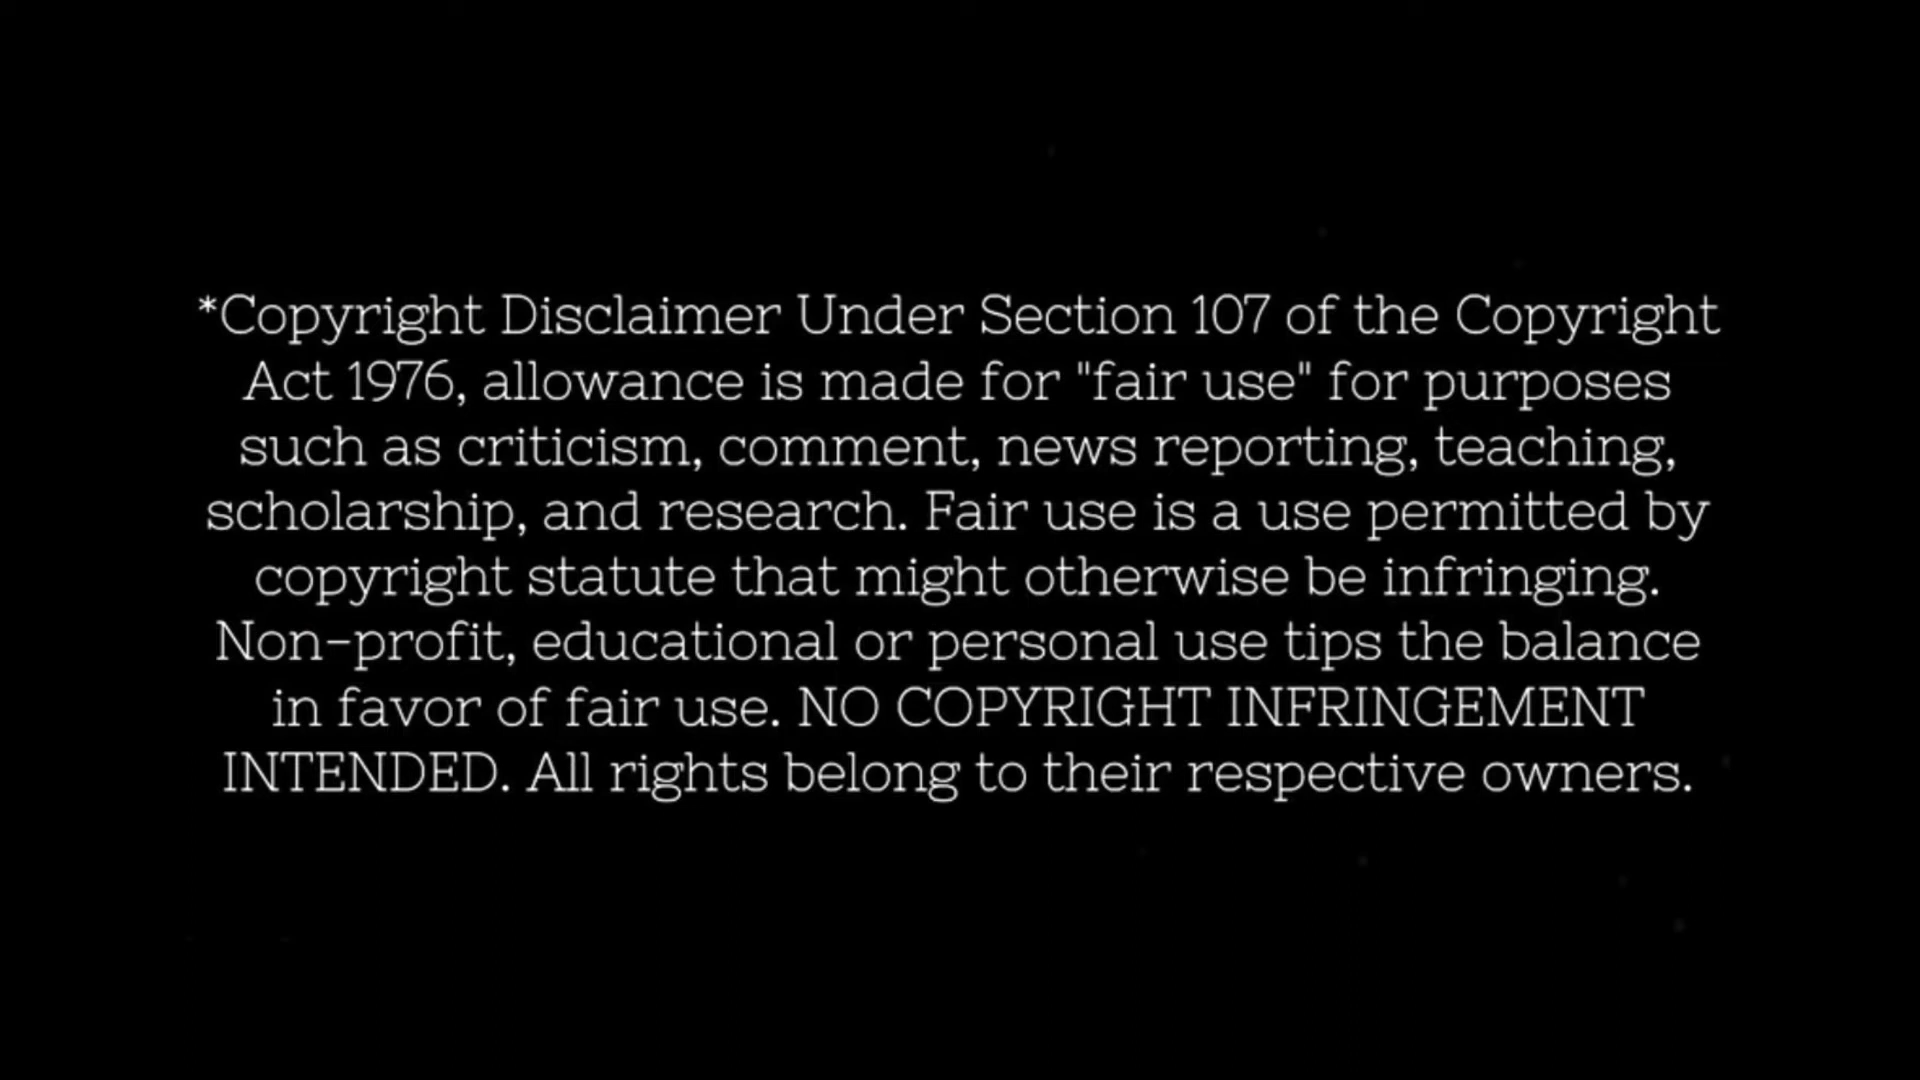 *Copyright Disclaimer Under Section 107 of the Copyright
Act 1976, allowance is made for "fair use" for purposes
such as criticism, comment, news reporting, teaching,
scholarship, and research. Fair use is a use permitted by
copyright statute that might otherwise be infringing.
Non-profit, educational or personal use tips the balance
in favor of fair use. NO COPYRIGHT INFRINGEMENT
INTENDED. All rights belong to their respective owners.